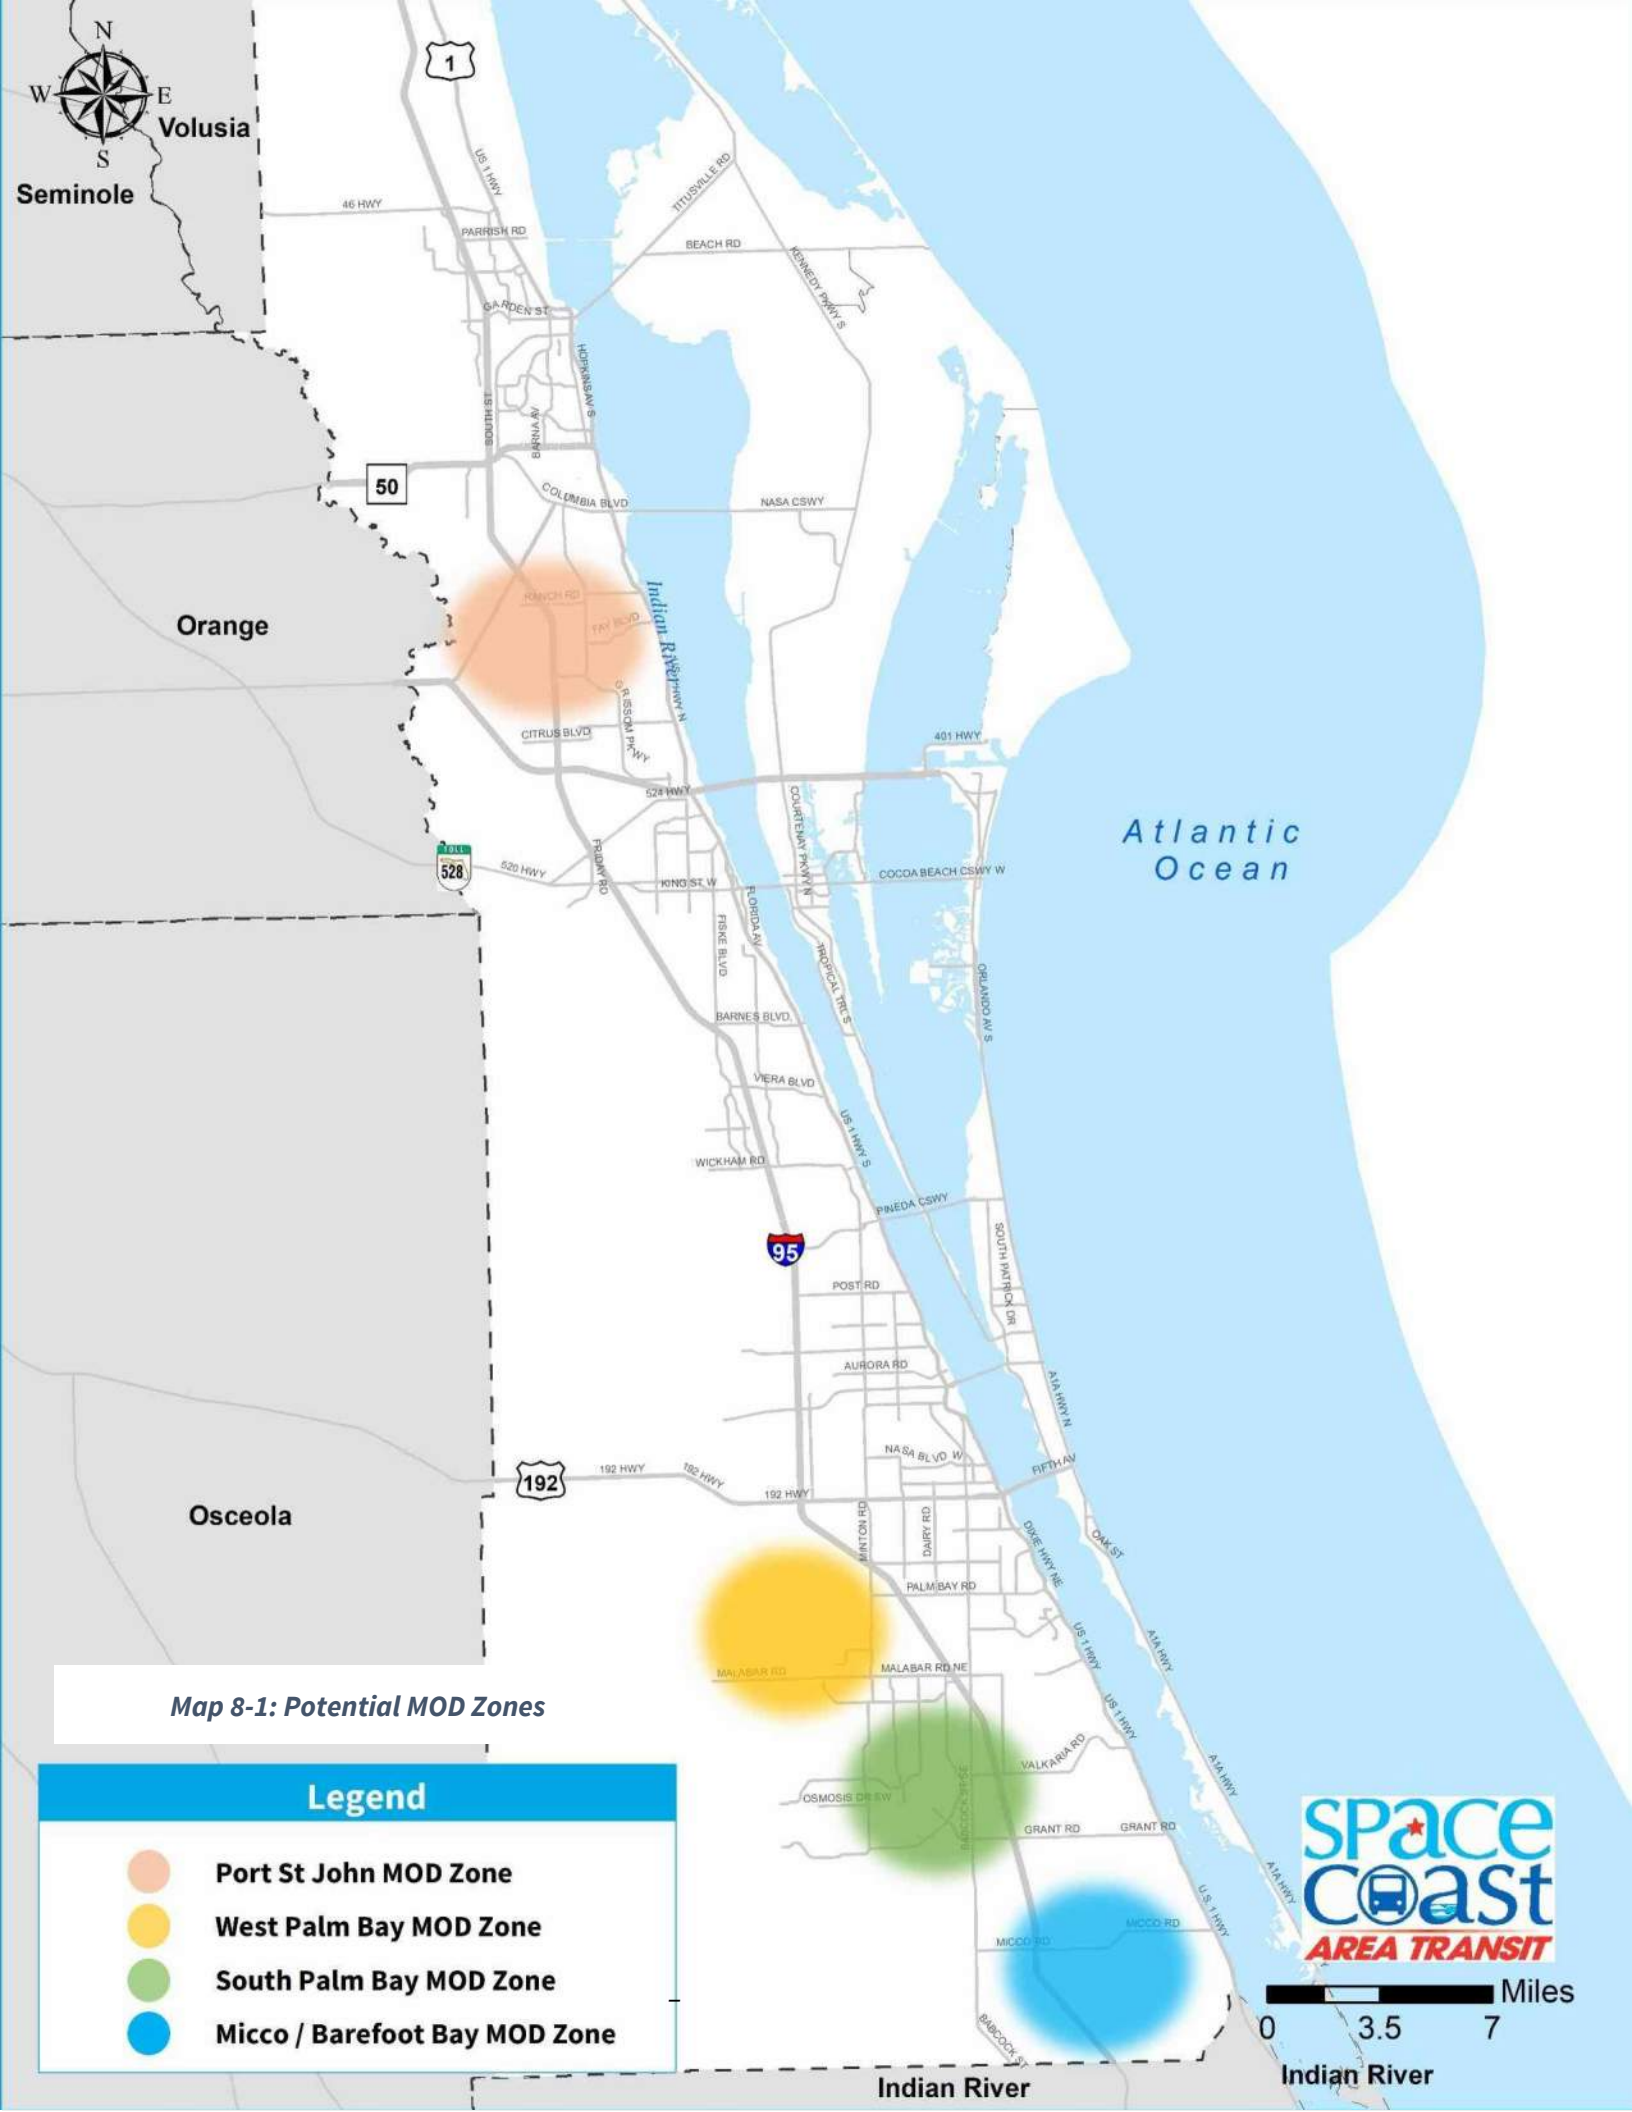 N
W
E
S
1
Volusia
Seminole
US 1 HWY
TITUSVILLE RD
46 HWY
PARRISH RD
BEACH RD
KENNEDY PKWY S
GARDEN ST
HOPKINS AV S
SOUTH ST
BARNA AV
50
COLUMBIA BLVD
NASA CSWY
Orange
RANCH RD
FAY BLVD
Indian River
HWY N
GRISSOM PKWY
CITRUS BLVD
401 HWY
524 HWY
COURTENAY PKWY N
Atlantic
Ocean
TOLL
528
520 HWY
FRIDAY RD
KING ST W
COCOA BEACH CSWY W
FLORIDA AV
FISKE BLVD
TROPICAL TRL S
ORLANDO AV S
BARNES BLVD
VIERA BLVD
US 1 HWY S
WICKHAM RD
PINEDA CSWY
SOUTH PATRICK DR
95
POST RD
AURORA RD
A1A HWY N
NASA BLVD W
FIFTH AV
192
192 HWY
192 HWY
192 HWY
Osceola
MINTON RD
DAIRY RD
DIXIE HWY NE
OAK ST
PALM BAY RD
US 1 HWY
A1A HWY
MALABAR RD
MALABAR RD NE
Map 8-1: Potential MOD Zones
US 1 HWY
VALKARIA RD
A1A HWY
OSMOSIS DR SW
BABCOCK ST SE
GRANT RD
GRANT RD
Legend
Port St John MOD Zone
West Palm Bay MOD Zone
South Palm Bay MOD Zone
Micco / Barefoot Bay MOD Zone
A1A HWY
U.S. 1 HWY
MICCO RD
MICCO RD
BABCOCK ST
SPACE
COAST
AREA TRANSIT
Miles
0
3.5
7
Indian River
Indian River